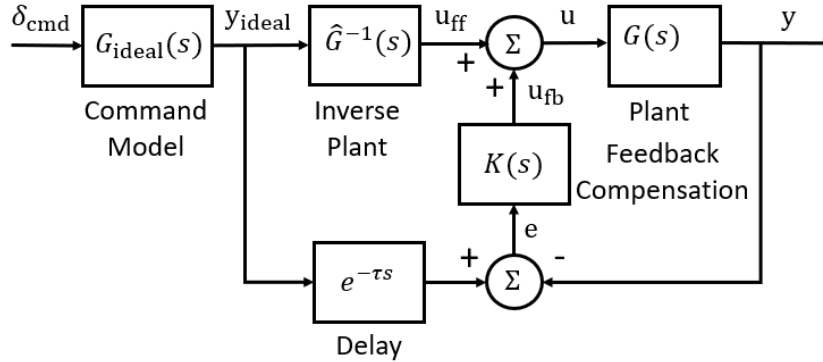 δcmd
Gideal(s)
yideal
Ĝ⁻¹(s)
uff
Σ
u
G(s)
y
+
+
ufb
Command
Model
Inverse
Plant
Plant
K(s)
Feedback
Compensation
e
e^−τs
+
Σ
-
Delay